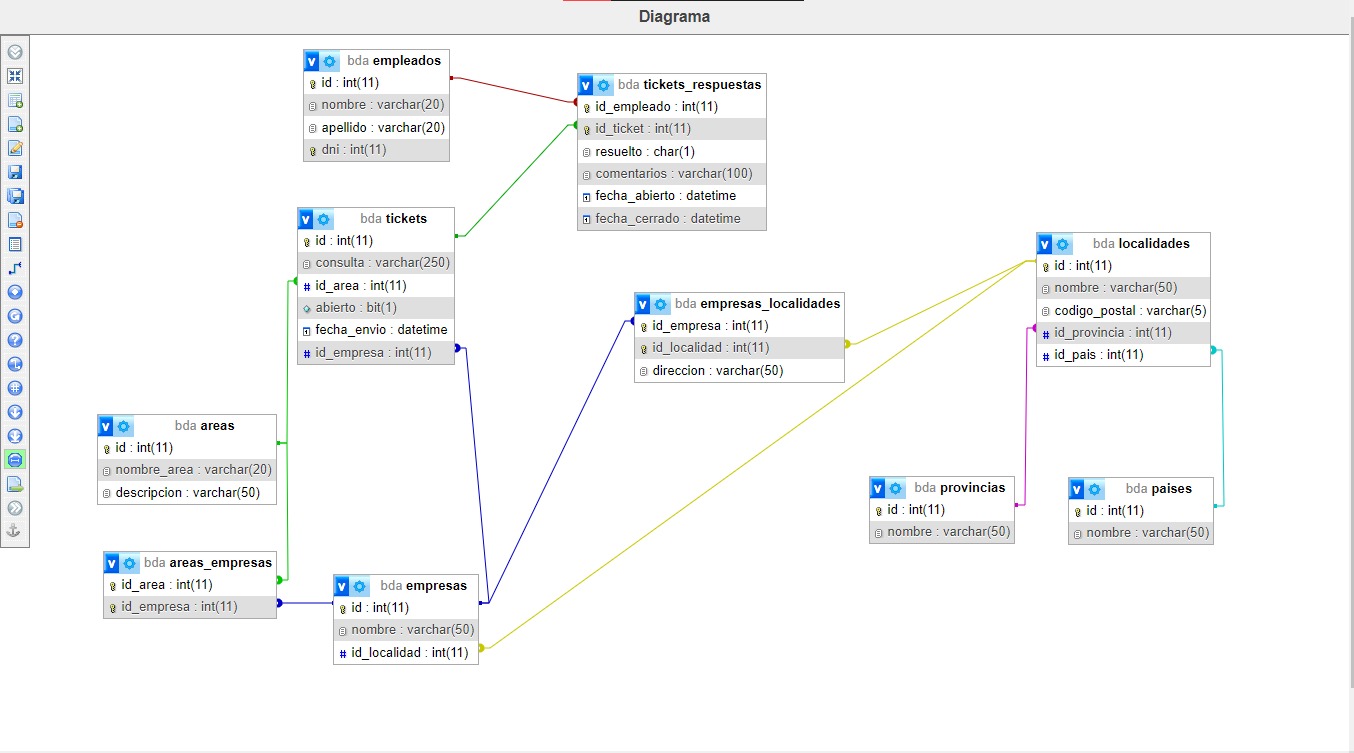 Diagrama
v bda empleados
id : int(11)
nombre : varchar(20)
apellido : varchar(20)
dni : int(11)
v bda tickets_respuestas
id_empleado : int(11)
id_ticket : int(11)
resuelto : char(1)
comentarios : varchar(100)
fecha_abierto : datetime
fecha_cerrado : datetime
v bda tickets
id : int(11)
consulta : varchar(250)
# id_area : int(11)
abierto : bit(1)
fecha_envio : datetime
# id_empresa : int(11)
v bda localidades
id : int(11)
nombre : varchar(50)
codigo_postal : varchar(5)
# id_provincia : int(11)
# id_pais : int(11)
v bda empresas_localidades
id_empresa : int(11)
id_localidad : int(11)
direccion : varchar(50)
v bda areas
id : int(11)
nombre_area : varchar(20)
descripcion : varchar(50)
v bda provincias
id : int(11)
nombre : varchar(50)
v bda paises
id : int(11)
nombre : varchar(50)
v bda areas_empresas
id_area : int(11)
id_empresa : int(11)
v bda empresas
id : int(11)
nombre : varchar(50)
# id_localidad : int(11)